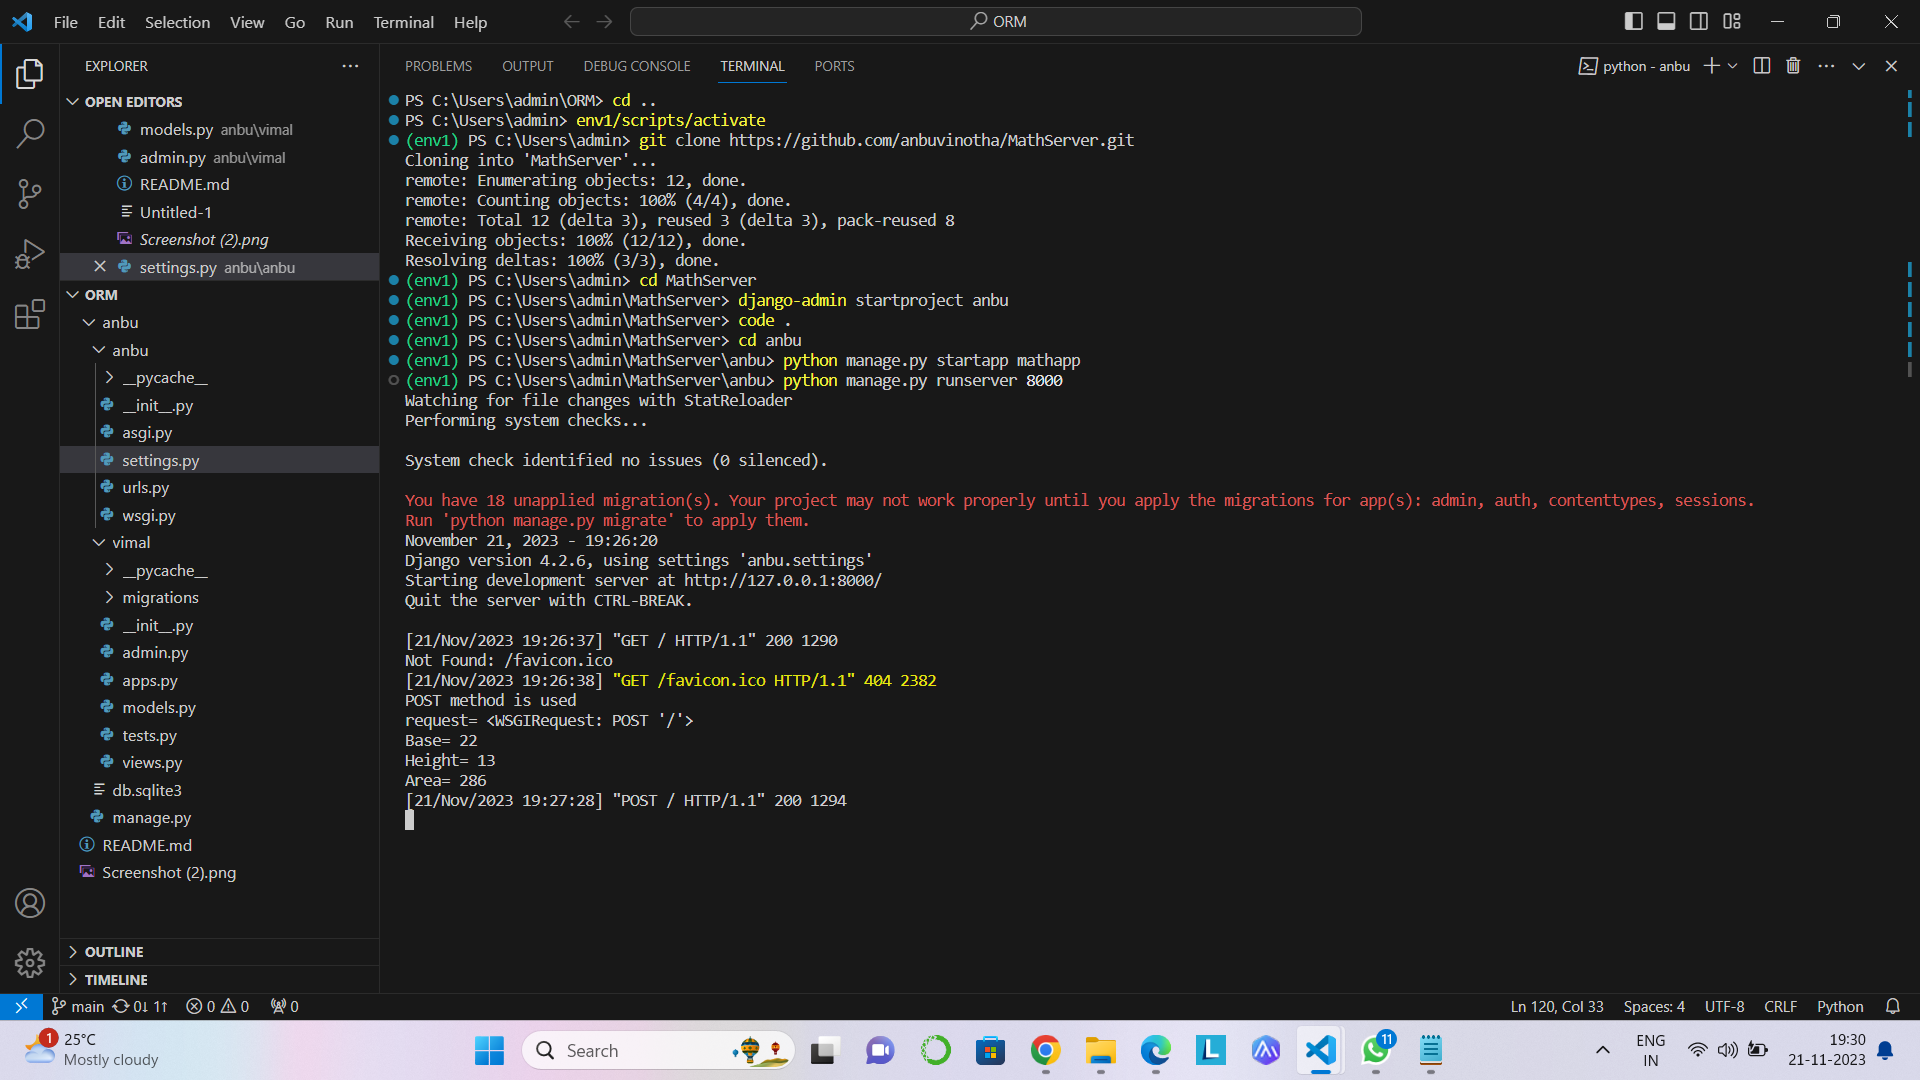 File Edit Selection View Go Run Terminal Help
ORM
EXPLORER
OPEN EDITORS
models.py anbu\vimal
admin.py anbu\vimal
README.md
Untitled-1
Screenshot (2).png
settings.py anbu\anbu
ORM
anbu
anbu
__pycache__
__init__.py
asgi.py
settings.py
urls.py
wsgi.py
vimal
__pycache__
migrations
__init__.py
admin.py
apps.py
models.py
tests.py
views.py
db.sqlite3
manage.py
README.md
Screenshot (2).png
OUTLINE
TIMELINE
PROBLEMS OUTPUT DEBUG CONSOLE TERMINAL PORTS
python - anbu
PS C:\Users\admin\ORM> cd ..
PS C:\Users\admin> env1/scripts/activate
(env1) PS C:\Users\admin> git clone https://github.com/anbuvinotha/MathServer.git
Cloning into 'MathServer'...
remote: Enumerating objects: 12, done.
remote: Counting objects: 100% (4/4), done.
remote: Total 12 (delta 3), reused 3 (delta 3), pack-reused 8
Receiving objects: 100% (12/12), done.
Resolving deltas: 100% (3/3), done.
(env1) PS C:\Users\admin> cd MathServer
(env1) PS C:\Users\admin\MathServer> django-admin startproject anbu
(env1) PS C:\Users\admin\MathServer> code .
(env1) PS C:\Users\admin\MathServer> cd anbu
(env1) PS C:\Users\admin\MathServer\anbu> python manage.py startapp mathapp
(env1) PS C:\Users\admin\MathServer\anbu> python manage.py runserver 8000
Watching for file changes with StatReloader
Performing system checks...
System check identified no issues (0 silenced).
You have 18 unapplied migration(s). Your project may not work properly until you apply the migrations for app(s): admin, auth, contenttypes, sessions.
Run 'python manage.py migrate' to apply them.
November 21, 2023 - 19:26:20
Django version 4.2.6, using settings 'anbu.settings'
Starting development server at http://127.0.0.1:8000/
Quit the server with CTRL-BREAK.
[21/Nov/2023 19:26:37] "GET / HTTP/1.1" 200 1290
Not Found: /favicon.ico
[21/Nov/2023 19:26:38] "GET /favicon.ico HTTP/1.1" 404 2382
POST method is used
request= <WSGIRequest: POST '/'>
Base= 22
Height= 13
Area= 286
[21/Nov/2023 19:27:28] "POST / HTTP/1.1" 200 1294
main 0↓ 1↑ 0 0 0
Ln 120, Col 33 Spaces: 4 UTF-8 CRLF Python
1
25°C
Mostly cloudy
Search
L
11
ENG
IN
19:30
21-11-2023